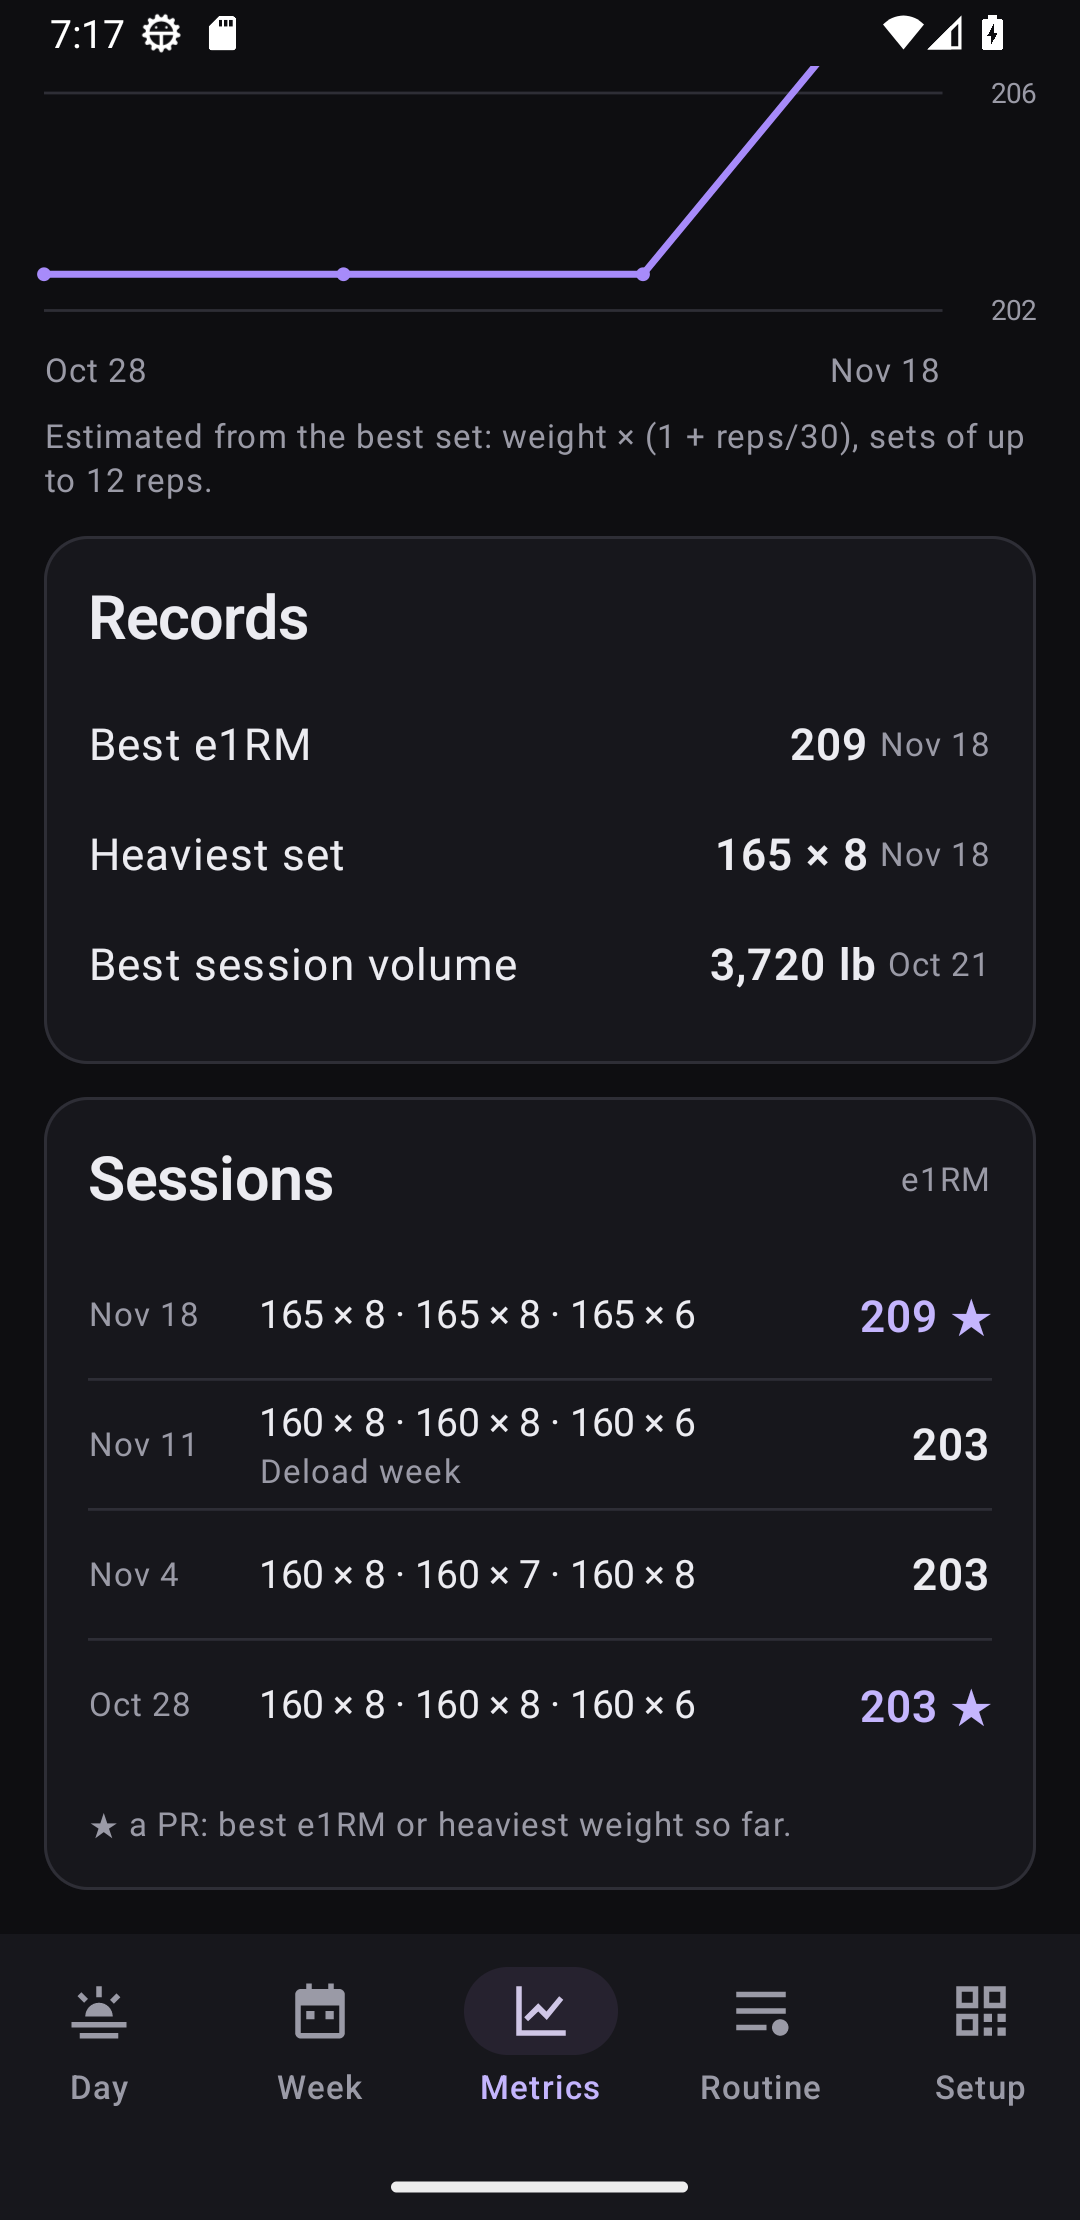 7:17
206
202
Oct 28 Nov 18
Estimated from the best set: weight × (1 + reps/30), sets of up
to 12 reps.
Records
Best e1RM 209 Nov 18
Heaviest set 165 × 8 Nov 18
Best session volume 3,720 lb Oct 21
Sessions e1RM
Nov 18 165 × 8 · 165 × 8 · 165 × 6 209 ★
Nov 11 160 × 8 · 160 × 8 · 160 × 6 203
Deload week
Nov 4 160 × 8 · 160 × 7 · 160 × 8 203
Oct 28 160 × 8 · 160 × 8 · 160 × 6 203 ★
★ a PR: best e1RM or heaviest weight so far.
Day Week Metrics Routine Setup